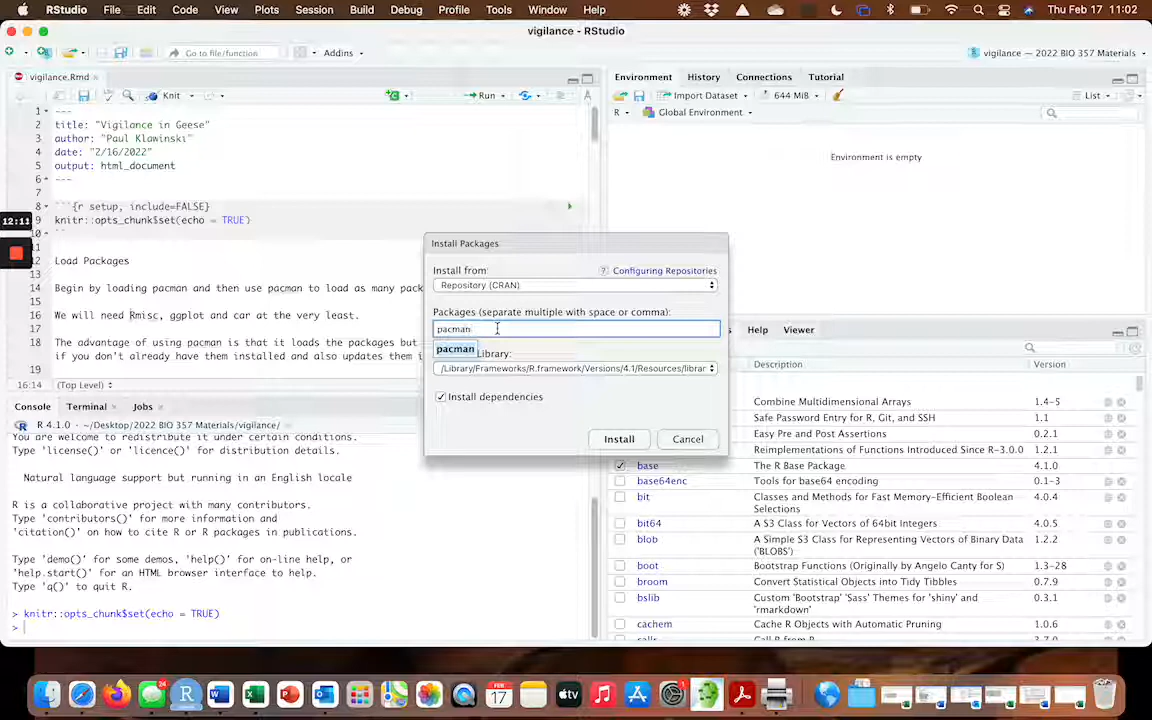 RStudio File Edit Code View Plots Session Build Debug Profile Tools Window Help Thu Feb 17 11:02
vigilance - RStudio
Go to file/function Addins vigilance — 2022 BIO 357 Materials
vigilance.Rmd
Knit Run
1 ---
2 title: "Vigilance in Geese"
3 author: "Paul Klawinski"
4 date: "2/16/2022"
5 output: html_document
6 ---
7
8 ```{r setup, include=FALSE}
12:11
9 knitr::opts_chunk$set(echo = TRUE)
10 ```
11
12 Load Packages
13
14 Begin by loading pacman and then use pacman to load as many pack
15
16 We will need Rmisc, ggplot and car at the very least.
17
18 The advantage of using pacman is that it loads the packages but
if you don't already have them installed and also updates them i
19
16:14 (Top Level)
Console Terminal Jobs
R 4.1.0 · ~/Desktop/2022 BIO 357 Materials/vigilance/
You are welcome to redistribute it under certain conditions.
Type 'license()' or 'licence()' for distribution details.
Natural language support but running in an English locale
R is a collaborative project with many contributors.
Type 'contributors()' for more information and
'citation()' on how to cite R or R packages in publications.
Type 'demo()' for some demos, 'help()' for on-line help, or
'help.start()' for an HTML browser interface to help.
Type 'q()' to quit R.
> knitr::opts_chunk$set(echo = TRUE)
>
Install Packages
Install from: ? Configuring Repositories
Repository (CRAN)
Packages (separate multiple with space or comma):
pacman
pacman
Library:
/Library/Frameworks/R.framework/Versions/4.1/Resources/librar
Install dependencies
Install Cancel
Environment History Connections Tutorial
Import Dataset 644 MiB List
R Global Environment
Environment is empty
Help Viewer
Description Version
Combine Multidimensional Arrays 1.4-5
Safe Password Entry for R, Git, and SSH 1.1
Easy Pre and Post Assertions 0.2.1
Reimplementations of Functions Introduced Since R-3.0.0 1.2.1
base The R Base Package 4.1.0
base64enc Tools for base64 encoding 0.1-3
bit Classes and Methods for Fast Memory-Efficient Boolean Selections 4.0.4
bit64 A S3 Class for Vectors of 64bit Integers 4.0.5
blob A Simple S3 Class for Representing Vectors of Binary Data ('BLOBS') 1.2.2
boot Bootstrap Functions (Originally by Angelo Canty for S) 1.3-28
broom Convert Statistical Objects into Tidy Tibbles 0.7.9
bslib Custom 'Bootstrap' 'Sass' Themes for 'shiny' and 'rmarkdown' 0.3.1
cachem Cache R Objects with Automatic Pruning 1.0.6
callr Call R from R 3.7.0
24
FEB
17
tv